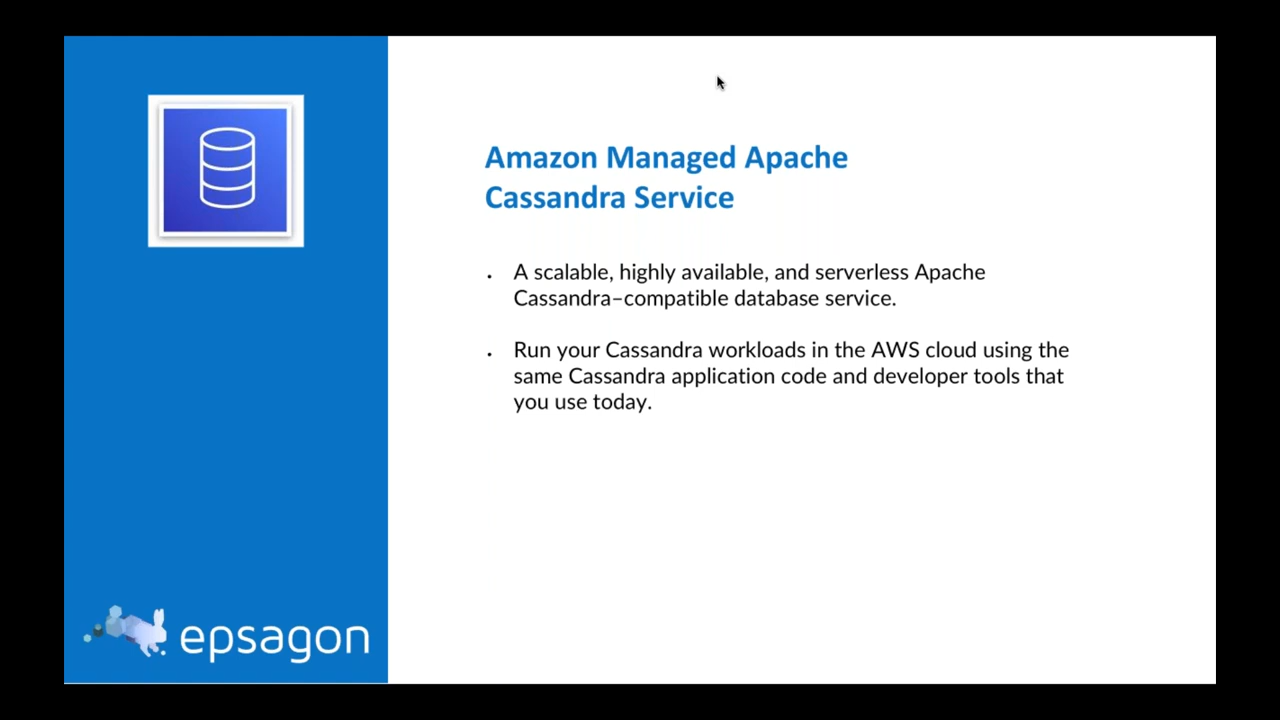 Amazon Managed Apache
Cassandra Service
• A scalable, highly available, and serverless Apache
Cassandra–compatible database service.
• Run your Cassandra workloads in the AWS cloud using the
same Cassandra application code and developer tools that
you use today.
epsagon